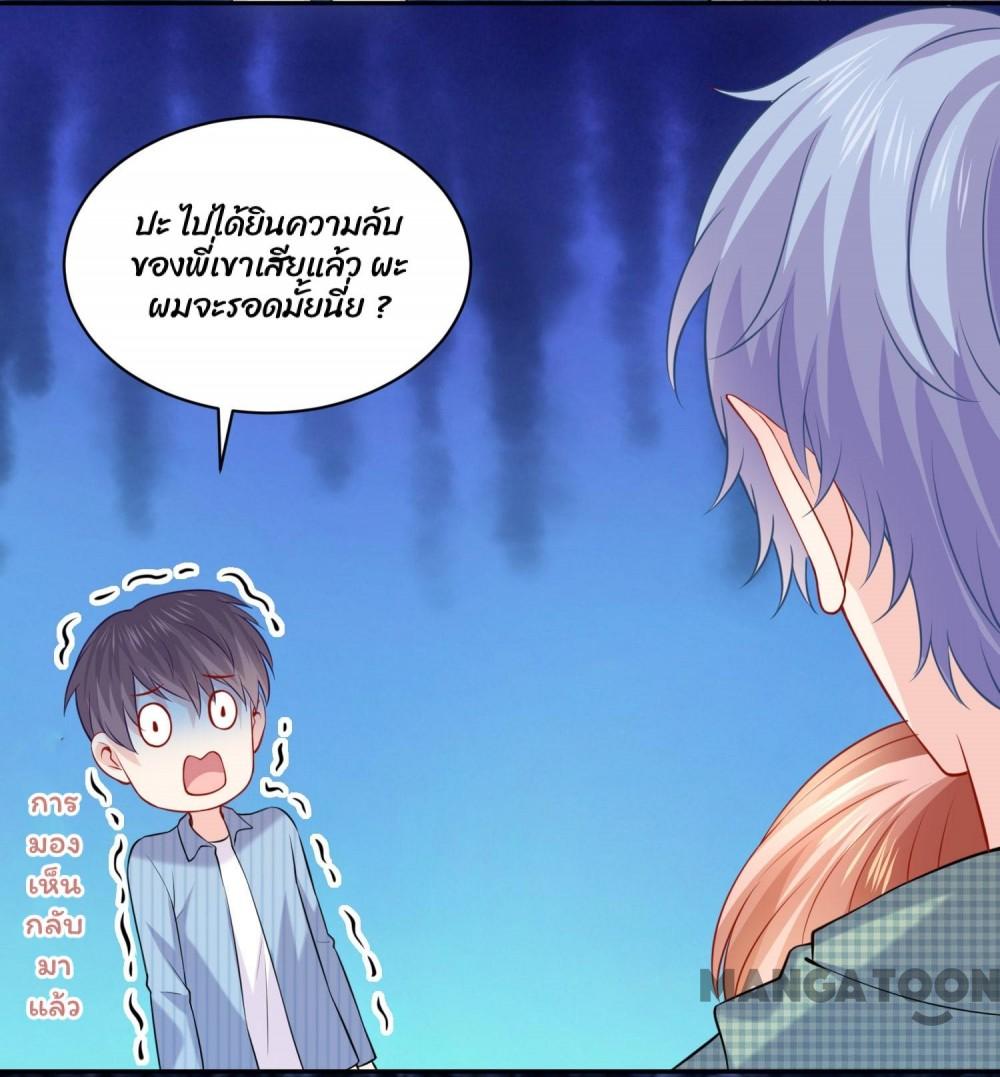 ปะ ไปได้ยินความลับ
ของพี่เขาเสียแล้ว ผะ
ผมจะรอดมั้ยนี่ย ?
การ
มอง
เห็น
กลับ
มา
แล้ว
MANGATOON